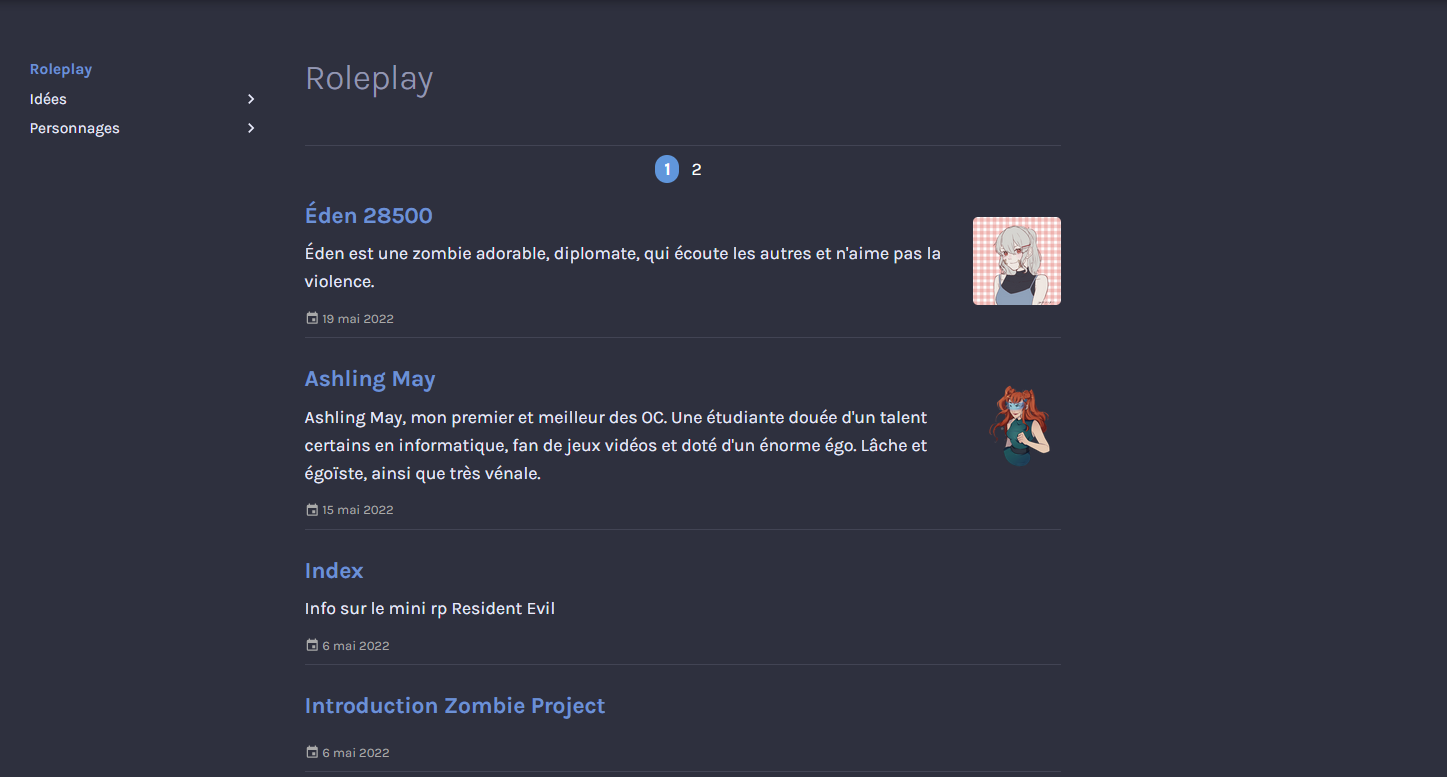 Roleplay
Idées
Personnages
Roleplay
1 2
Éden 28500
Éden est une zombie adorable, diplomate, qui écoute les autres et n'aime pas la
violence.
19 mai 2022
Ashling May
Ashling May, mon premier et meilleur des OC. Une étudiante douée d'un talent
certains en informatique, fan de jeux vidéos et doté d'un énorme égo. Lâche et
égoïste, ainsi que très vénale.
15 mai 2022
Index
Info sur le mini rp Resident Evil
6 mai 2022
Introduction Zombie Project
6 mai 2022